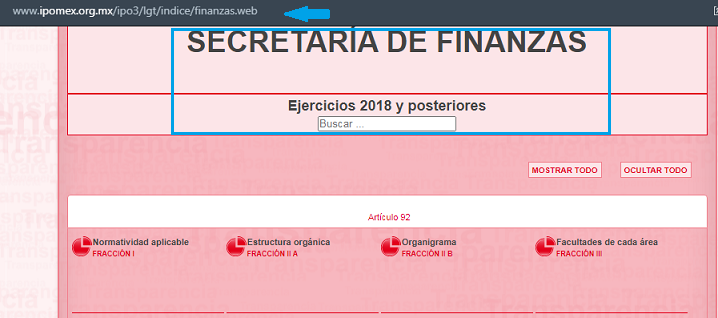 www.ipomex.org.mx/ipo3/lgt/indice/finanzas.web
SECRETARÍA DE FINANZAS
Ejercicios 2018 y posteriores
Buscar ...
MOSTRAR TODO OCULTAR TODO
Artículo 92
Normatividad aplicable
FRACCIÓN I
Estructura orgánica
FRACCIÓN II A
Organigrama
FRACCIÓN II B
Facultades de cada área
FRACCIÓN III